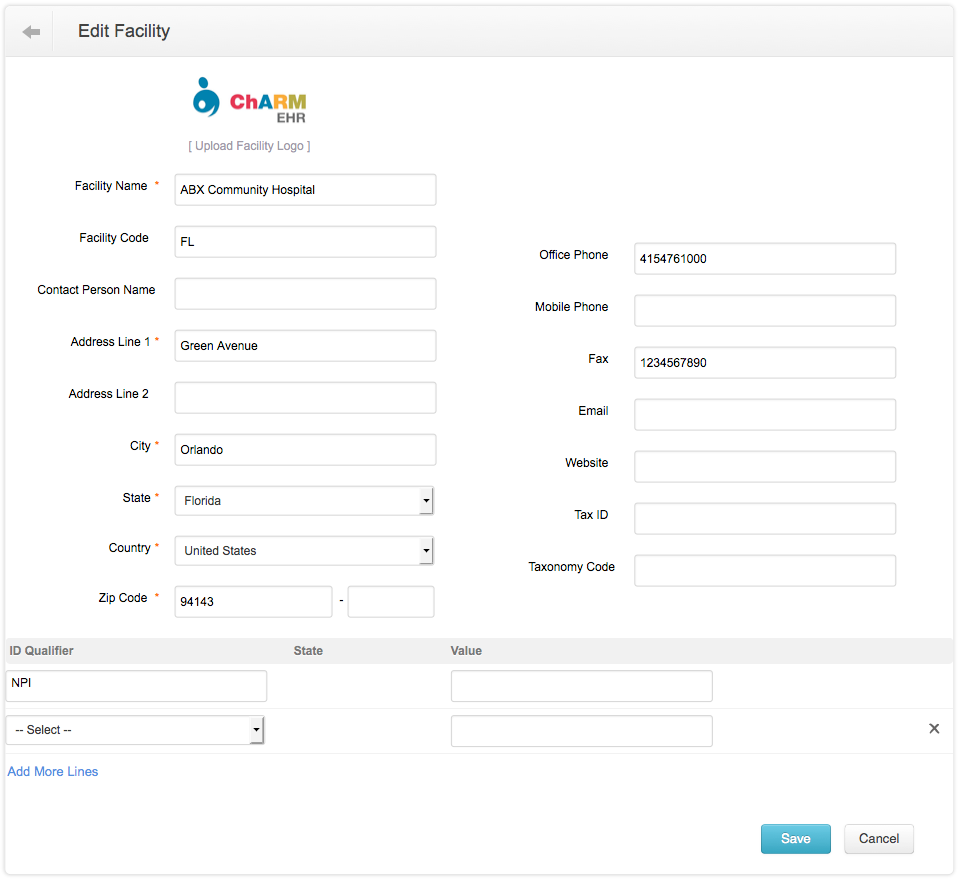 Edit Facility
ChARM
EHR
[ Upload Facility Logo ]
Facility Name *
ABX Community Hospital
Facility Code
FL
Contact Person Name
Address Line 1 *
Green Avenue
Address Line 2
City *
Orlando
State *
Florida
Country *
United States
Zip Code *
94143
-
Office Phone
4154761000
Mobile Phone
Fax
1234567890
Email
Website
Tax ID
Taxonomy Code
ID Qualifier State Value
NPI
-- Select --
Add More Lines
Save Cancel